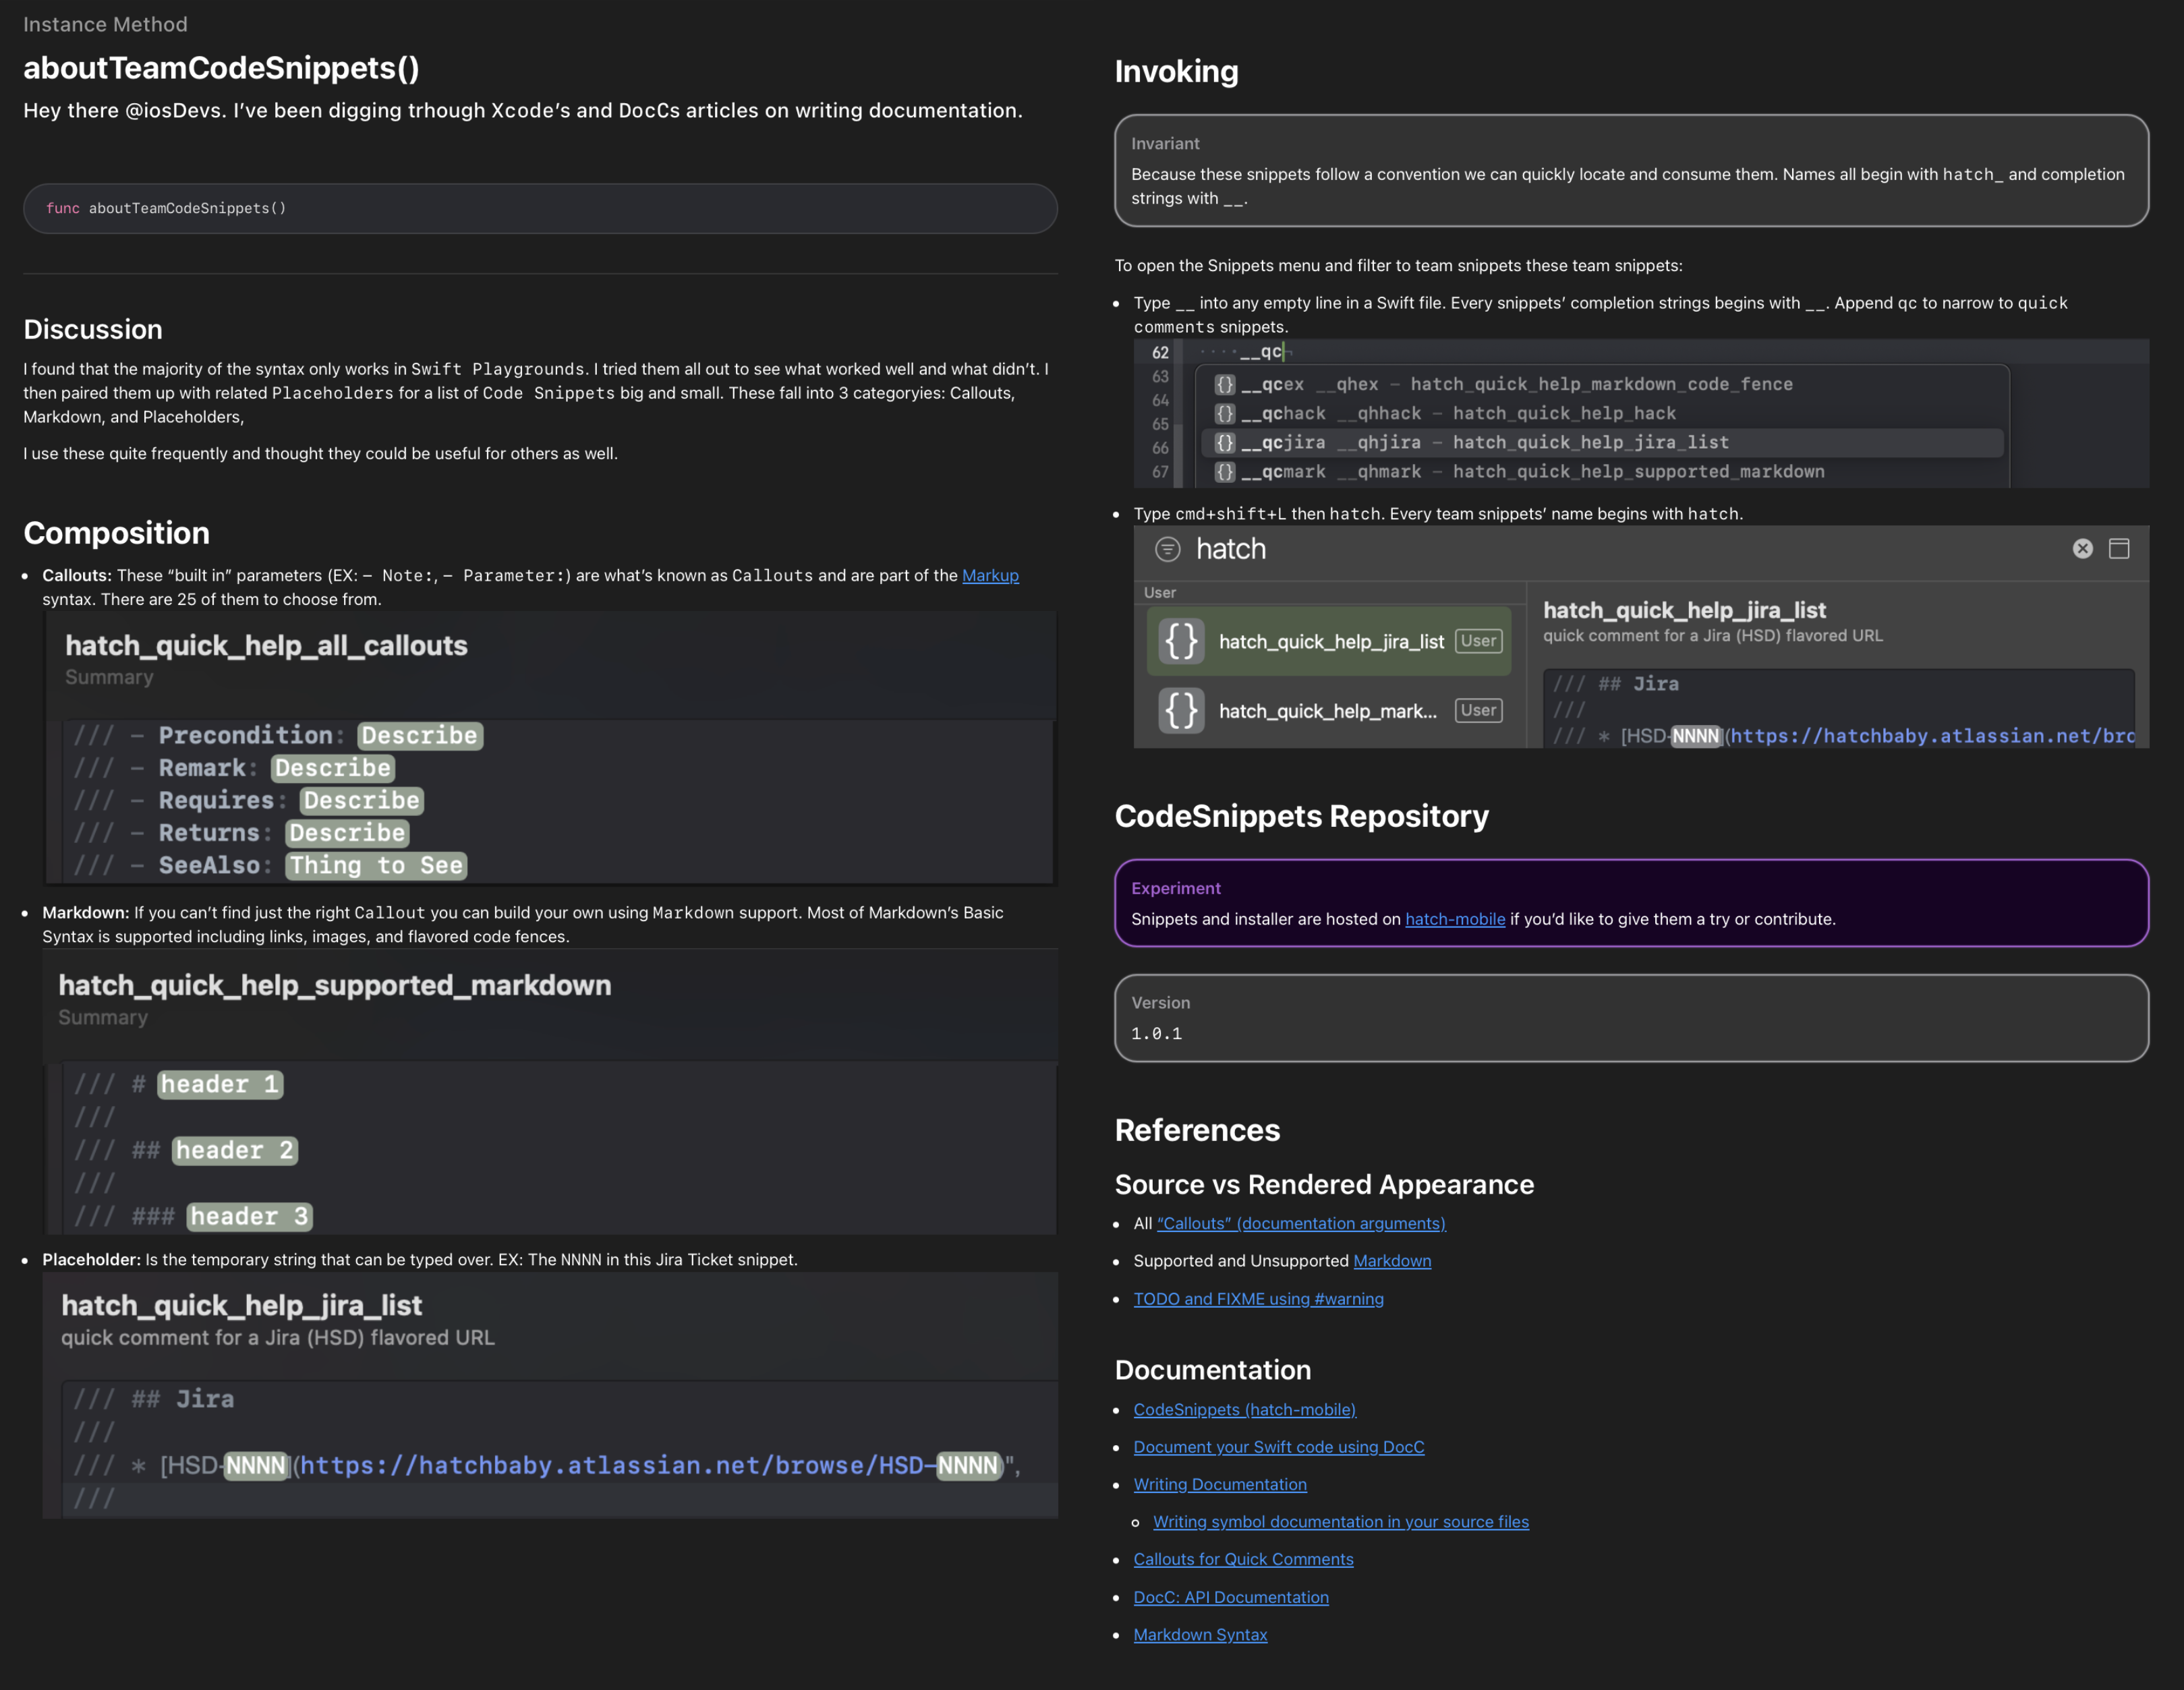 Instance Method
aboutTeamCodeSnippets()
Hey there @iosDevs. I’ve been digging trhough Xcode’s and DocCs articles on writing documentation.
func aboutTeamCodeSnippets()
Discussion
I found that the majority of the syntax only works in Swift Playgrounds. I tried them all out to see what worked well and what didn’t. I
then paired them up with related Placeholders for a list of Code Snippets big and small. These fall into 3 categoryies: Callouts,
Markdown, and Placeholders,
I use these quite frequently and thought they could be useful for others as well.
Composition
• Callouts: These “built in” parameters (EX: – Note:, – Parameter:) are what’s known as Callouts and are part of the Markup
syntax. There are 25 of them to choose from.
hatch_quick_help_all_callouts
Summary
/// – Precondition: Describe
/// – Remark: Describe
/// – Requires: Describe
/// – Returns: Describe
/// – SeeAlso: Thing to See
• Markdown: If you can’t find just the right Callout you can build your own using Markdown support. Most of Markdown’s Basic
Syntax is supported including links, images, and flavored code fences.
hatch_quick_help_supported_markdown
Summary
/// # header 1
///
/// ## header 2
///
/// ### header 3
• Placeholder: Is the temporary string that can be typed over. EX: The NNNN in this Jira Ticket snippet.
hatch_quick_help_jira_list
quick comment for a Jira (HSD) flavored URL
/// ## Jira
///
/// * [HSD-NNNN](https://hatchbaby.atlassian.net/browse/HSD-NNNN)",
///
Invoking
Invariant
Because these snippets follow a convention we can quickly locate and consume them. Names all begin with hatch_ and completion
strings with __.
To open the Snippets menu and filter to team snippets these team snippets:
• Type __ into any empty line in a Swift file. Every snippets’ completion strings begins with __. Append qc to narrow to quick
comments snippets.
62 ····__qc¬
63 {} __qcex __qhex – hatch_quick_help_markdown_code_fence
64 {} __qchack __qhhack – hatch_quick_help_hack
65
66 {} __qcjira __qhjira – hatch_quick_help_jira_list
67 {} __qcmark __qhmark – hatch_quick_help_supported_markdown
• Type cmd+shift+L then hatch. Every team snippets’ name begins with hatch.
hatch
User
{} hatch_quick_help_jira_list User
{} hatch_quick_help_mark... User
hatch_quick_help_jira_list
quick comment for a Jira (HSD) flavored URL
/// ## Jira
///
/// * [HSD-NNNN](https://hatchbaby.atlassian.net/bro
CodeSnippets Repository
Experiment
Snippets and installer are hosted on hatch-mobile if you’d like to give them a try or contribute.
Version
1.0.1
References
Source vs Rendered Appearance
• All “Callouts” (documentation arguments)
• Supported and Unsupported Markdown
• TODO and FIXME using #warning
Documentation
• CodeSnippets (hatch-mobile)
• Document your Swift code using DocC
• Writing Documentation
◦ Writing symbol documentation in your source files
• Callouts for Quick Comments
• DocC: API Documentation
• Markdown Syntax